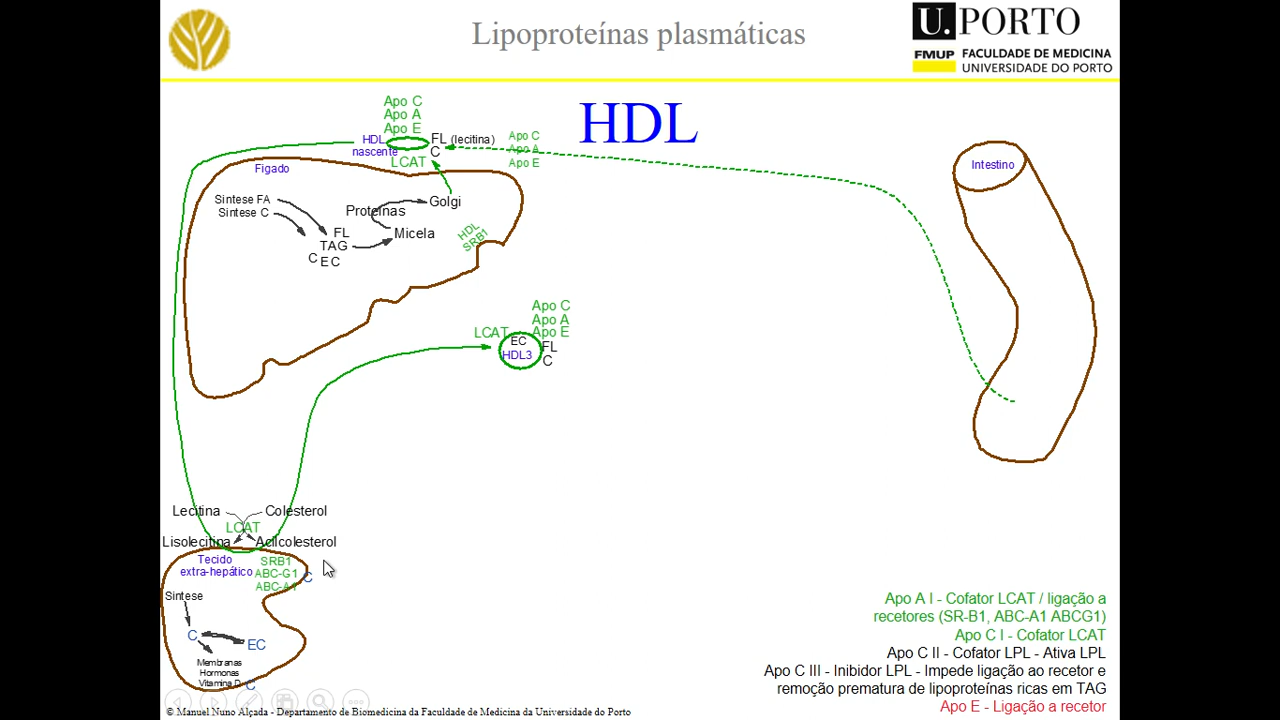 Lipoproteínas plasmáticas
U. PORTO
FMUP FACULDADE DE MEDICINA
UNIVERSIDADE DO PORTO
HDL
Apo C
Apo A
Apo E
HDL
nascente
FL (lecitina)
C
LCAT
Apo C
Apo A
Apo E
Intestino
Fígado
Síntese FA
Síntese C
FL
TAG
C EC
Proteínas
Micela
Golgi
HDL
SRB1
Apo C
Apo A
Apo E
LCAT
EC
HDL3
FL
C
Lecitina
Colesterol
LCAT
Lisolecitina
Acilcolesterol
Tecido
extra-hepático
SRB1
ABC-G1
ABC-A1
C
Síntese
C
EC
Membranas
Hormonas
Vitamina D
C
Apo A I - Cofator LCAT / ligação a
recetores (SR-B1, ABC-A1 ABCG1)
Apo C I - Cofator LCAT
Apo C II - Cofator LPL - Ativa LPL
Apo C III - Inibidor LPL - Impede ligação ao recetor e
remoção prematura de lipoproteínas ricas em TAG
Apo E - Ligação a recetor
© Manuel Nuno Alçada - Departamento de Biomedicina da Faculdade de Medicina da Universidade do Porto